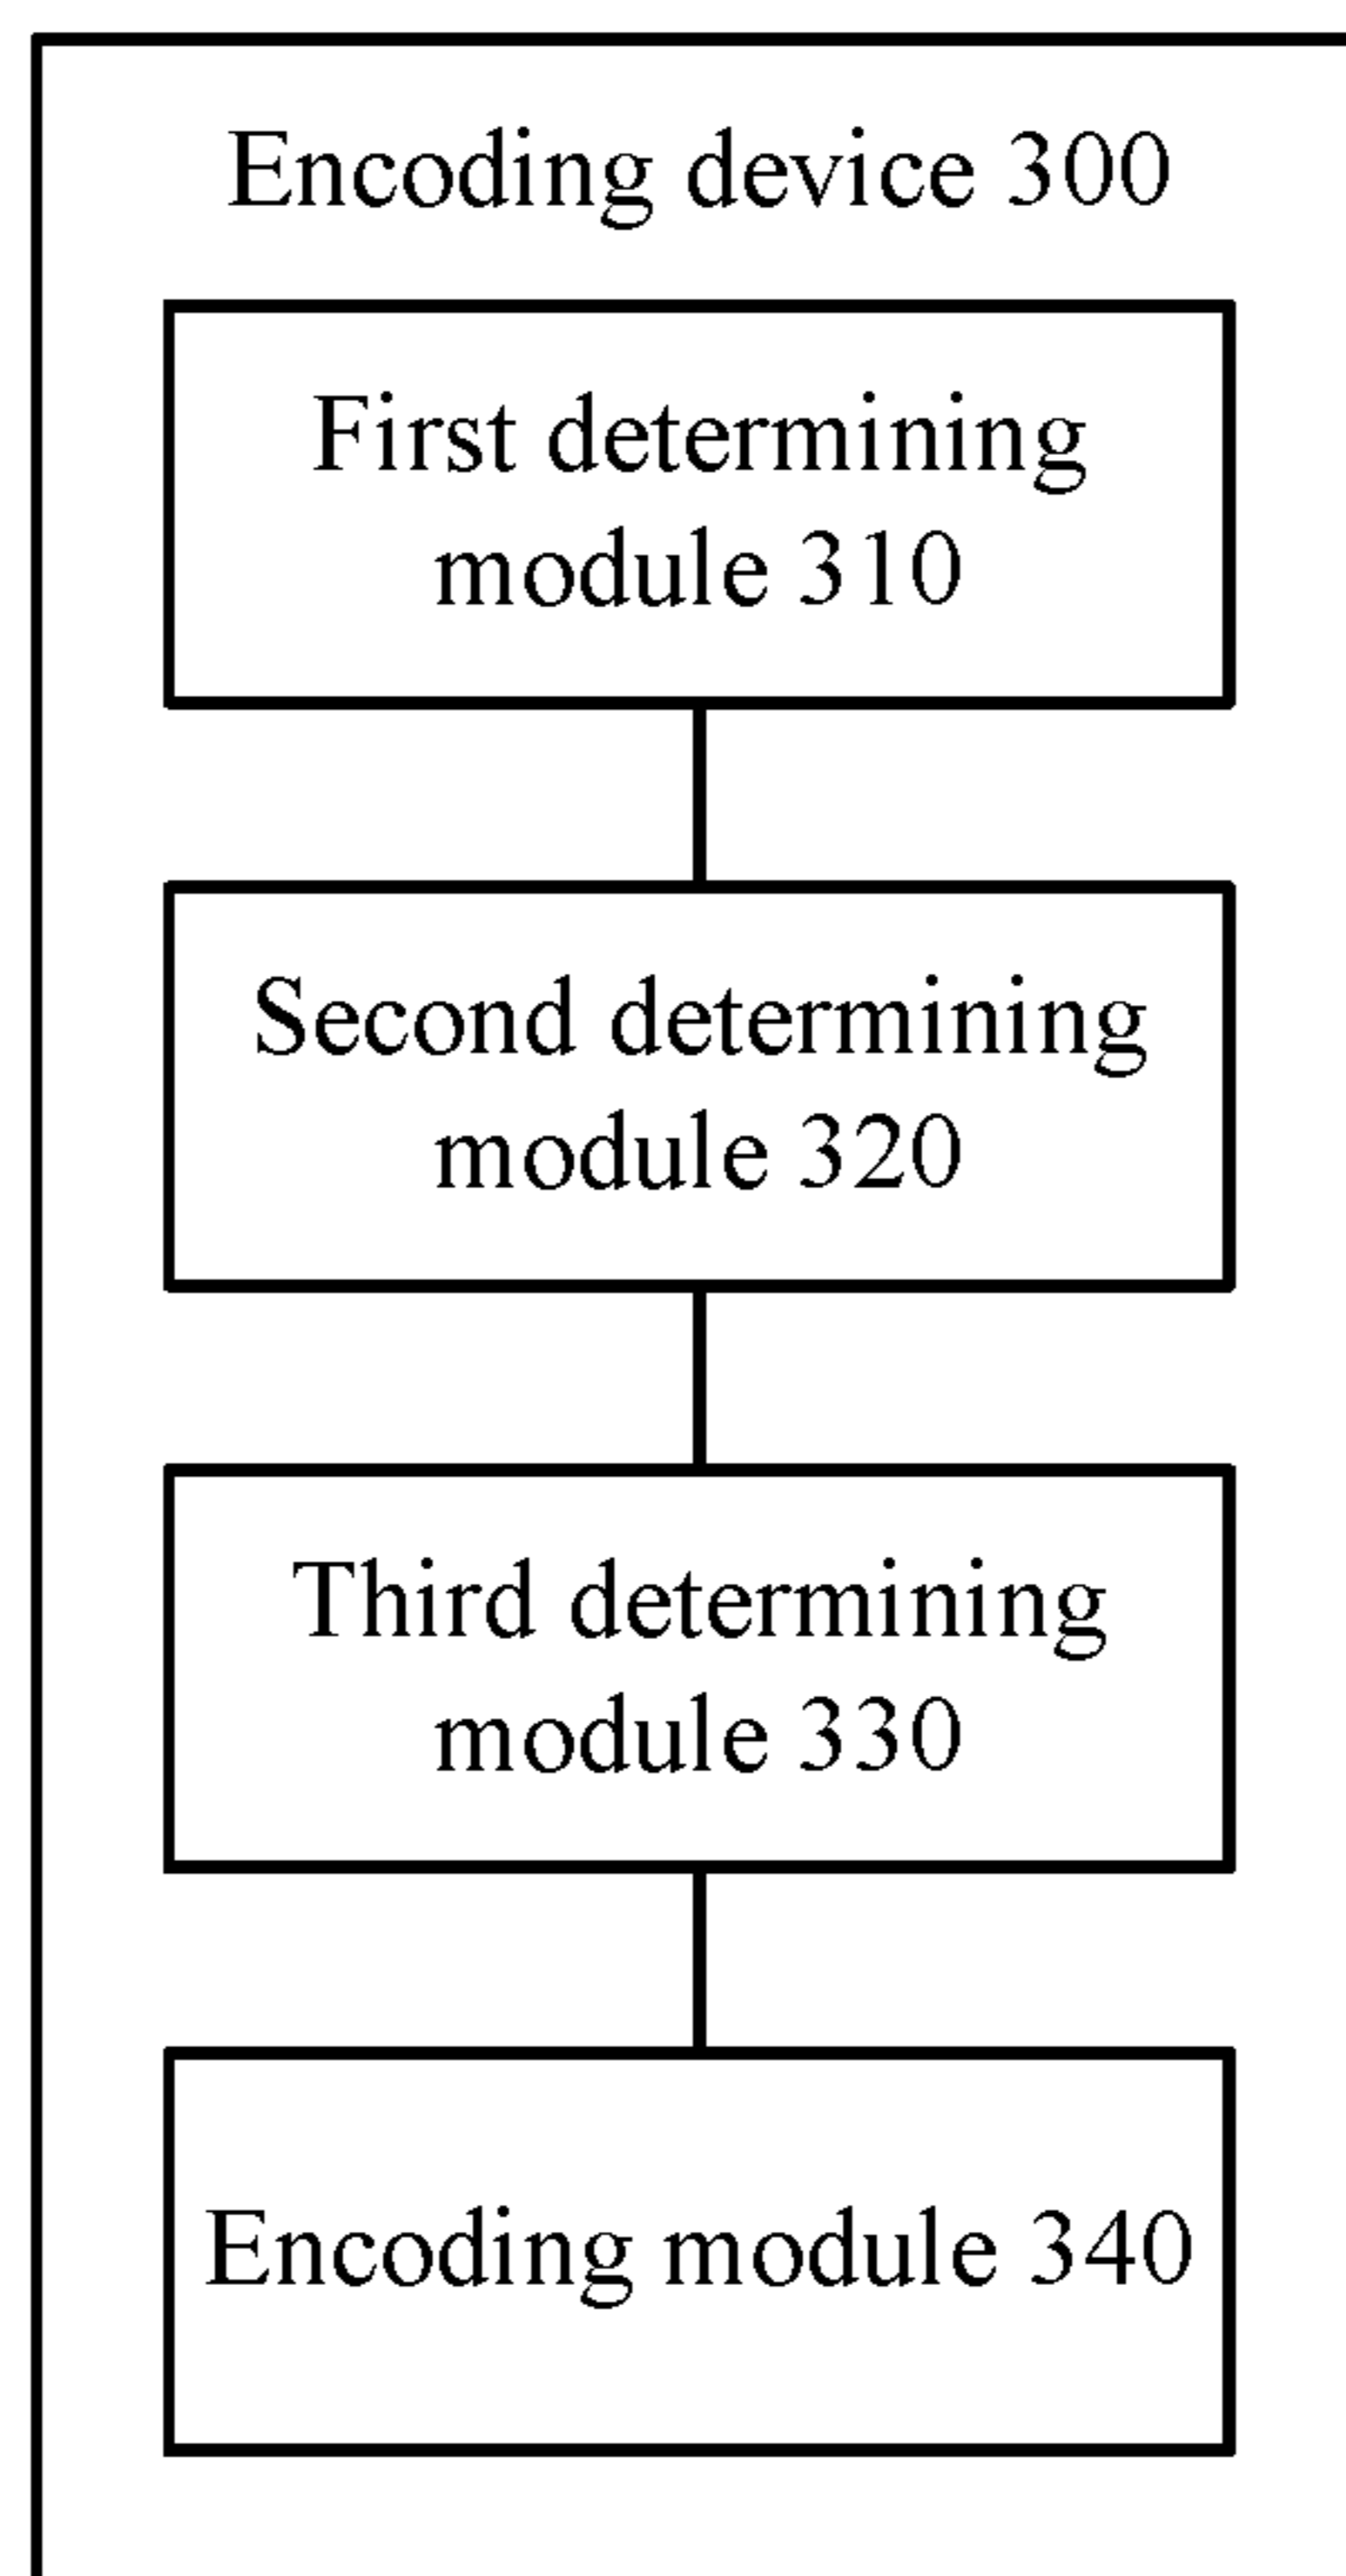 Encoding device 300
First determining
module 310
Second determining
module 320
Third determining
module 330
Encoding module 340